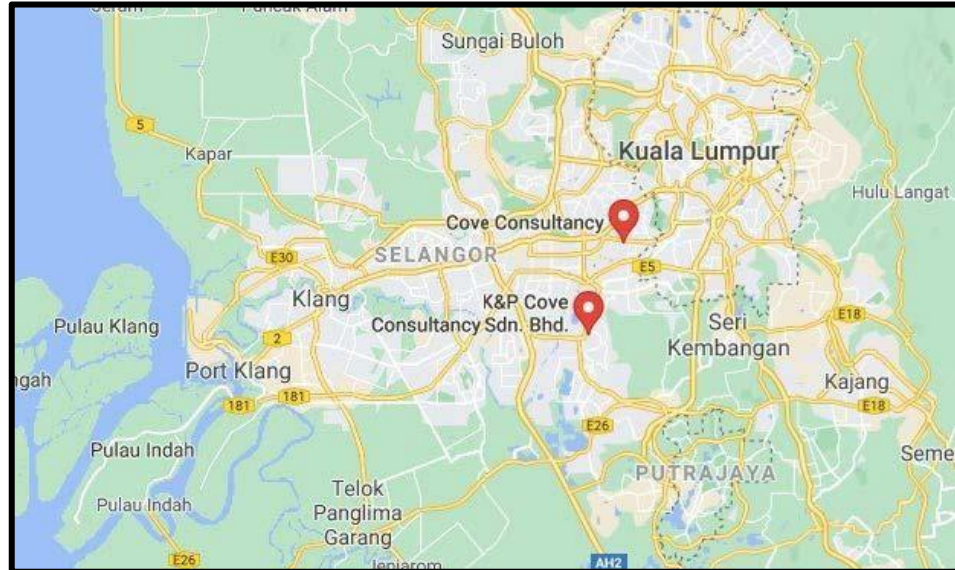 Puncak Alam
Sungai Buloh
5
Kapar
Kuala Lumpur
Hulu Langat
Cove Consultancy
SELANGOR
E30
E5
Klang
K&P Cove
Consultancy Sdn. Bhd.
Pulau Klang
2
Seri
Kembangan
E18
Port Klang
Kajang
181
181
E18
E26
Pulau Indah
PUTRAJAYA
Telok
Panglima
Garang
Pulau Indah
E26
AH2